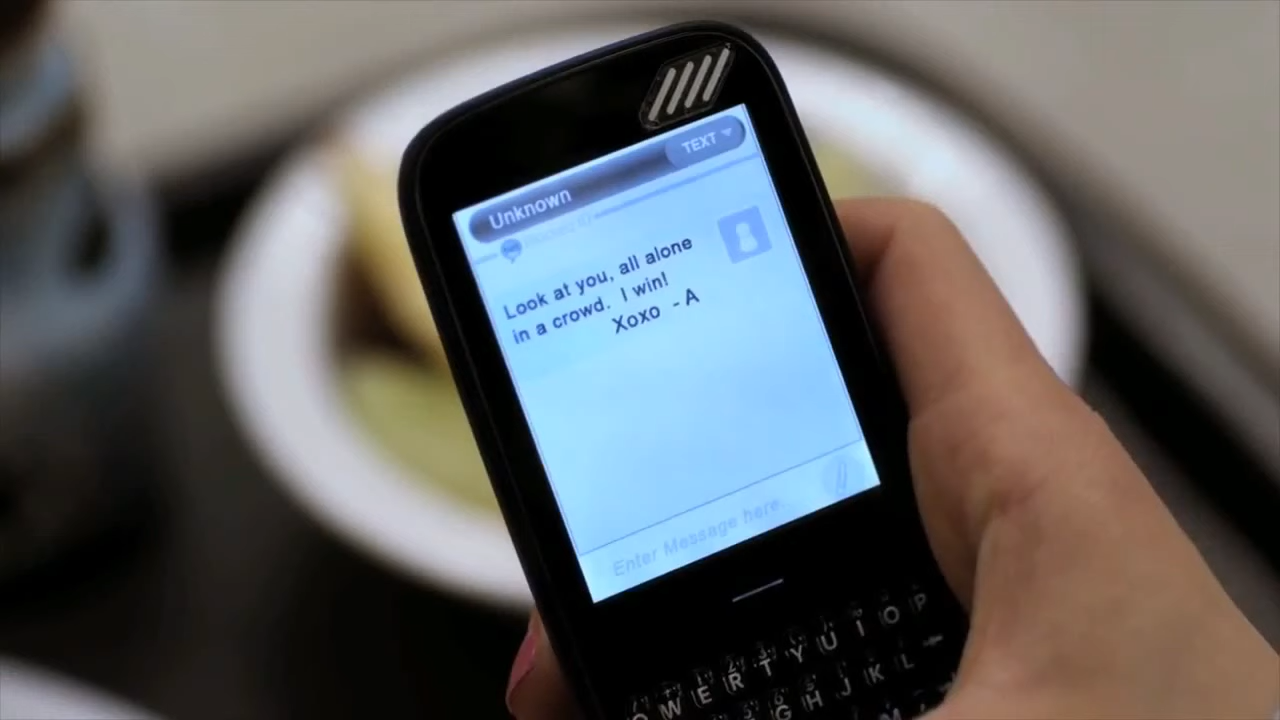 TEXT
Unknown
Look at you, all alone
in a crowd. I win!
Xoxo - A
Enter Message here..
W E R T Y U I O P
G H J K L
M